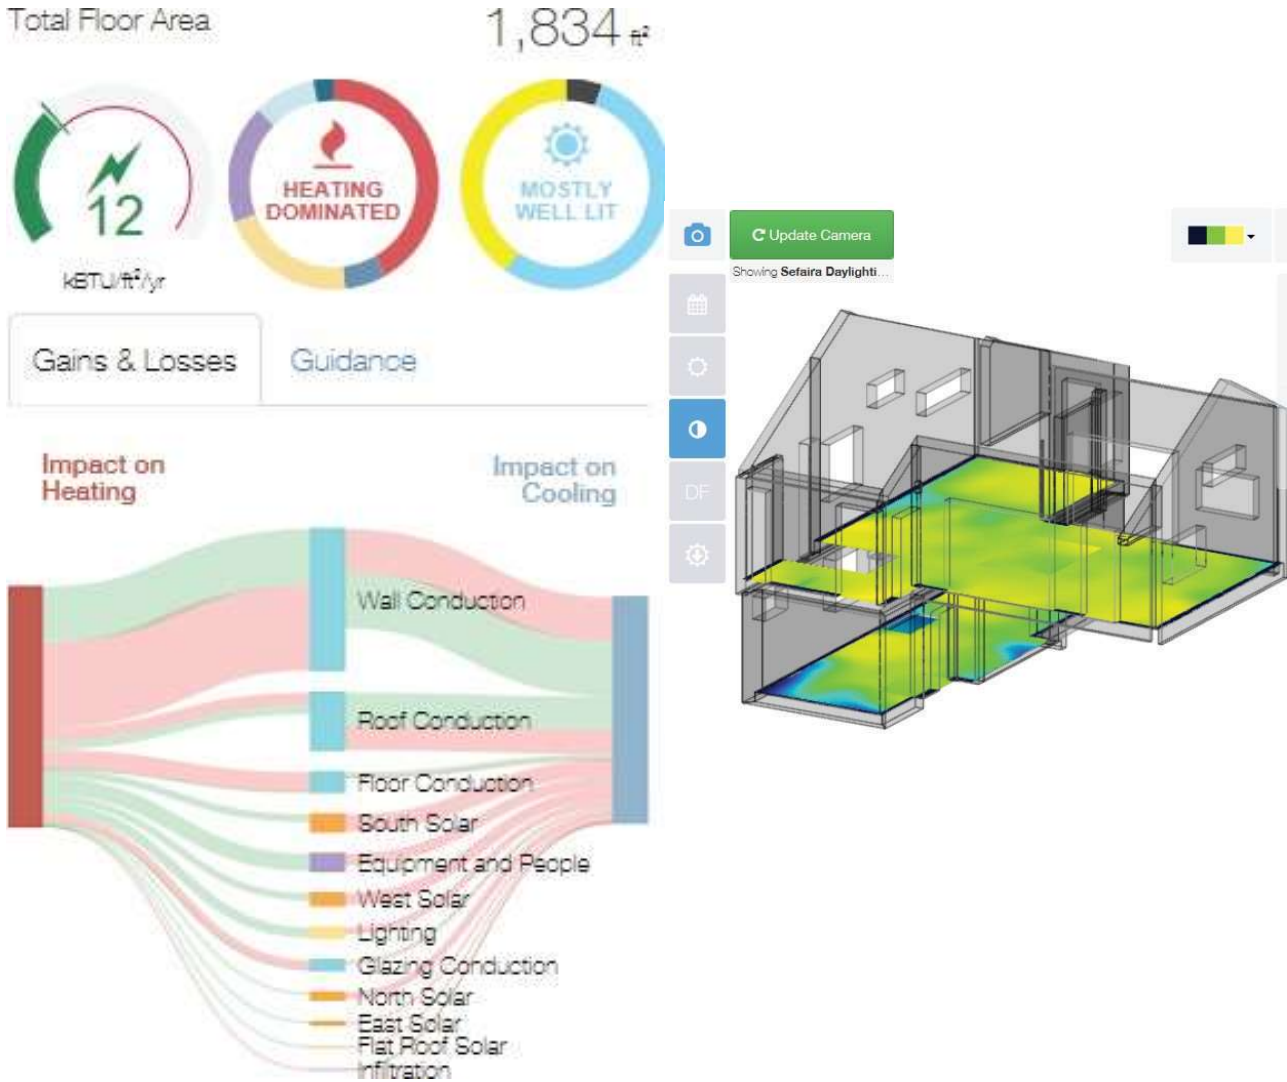 Total Floor Area
1,834 ft²
12
kBTU/ft²/yr
HEATING
DOMINATED
MOSTLY
WELL LIT
Gains & Losses
Guidance
Impact on
Heating
Impact on
Cooling
Wall Conduction
Roof Conduction
Floor Conduction
South Solar
Equipment and People
West Solar
Lighting
Glazing Conduction
North Solar
East Solar
Flat Roof Solar
Infiltration
Update Camera
Showing Sefaira Daylighti...
DF